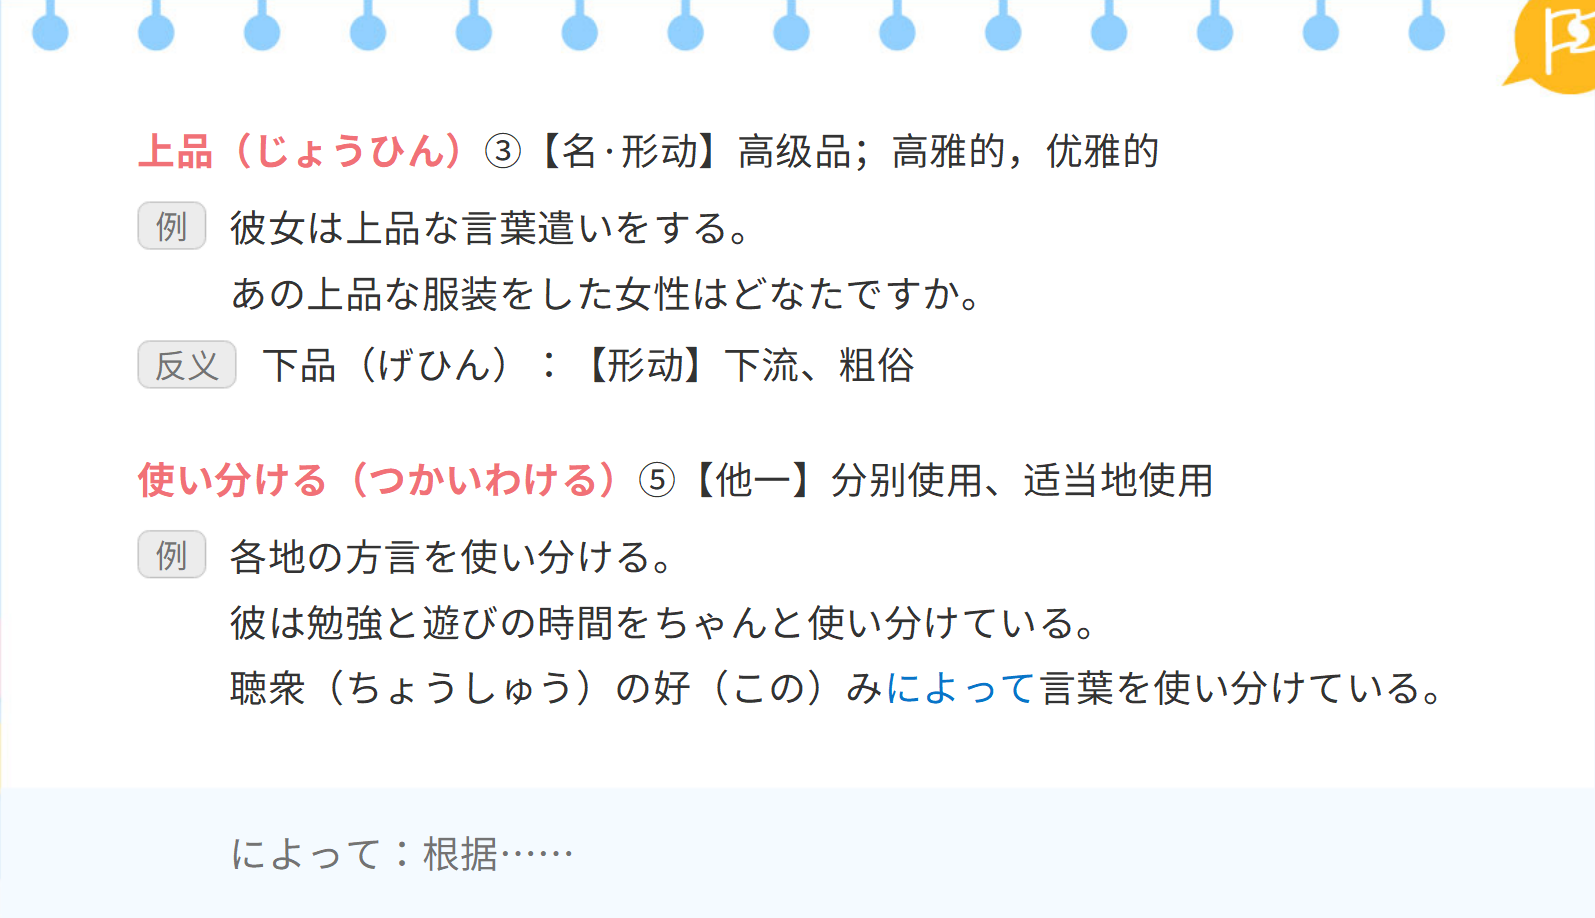 上品（じょうひん）③【名·形动】高级品；高雅的，优雅的
例 彼女は上品な言葉遣いをする。
あの上品な服装をした女性はどなたですか。
反义 下品（げひん）：【形动】下流、粗俗
使い分ける（つかいわける）⑤【他一】分别使用、适当地使用
例 各地の方言を使い分ける。
彼は勉強と遊びの時間をちゃんと使い分けている。
聴衆（ちょうしゅう）の好（この）みによって言葉を使い分けている。
によって：根据……